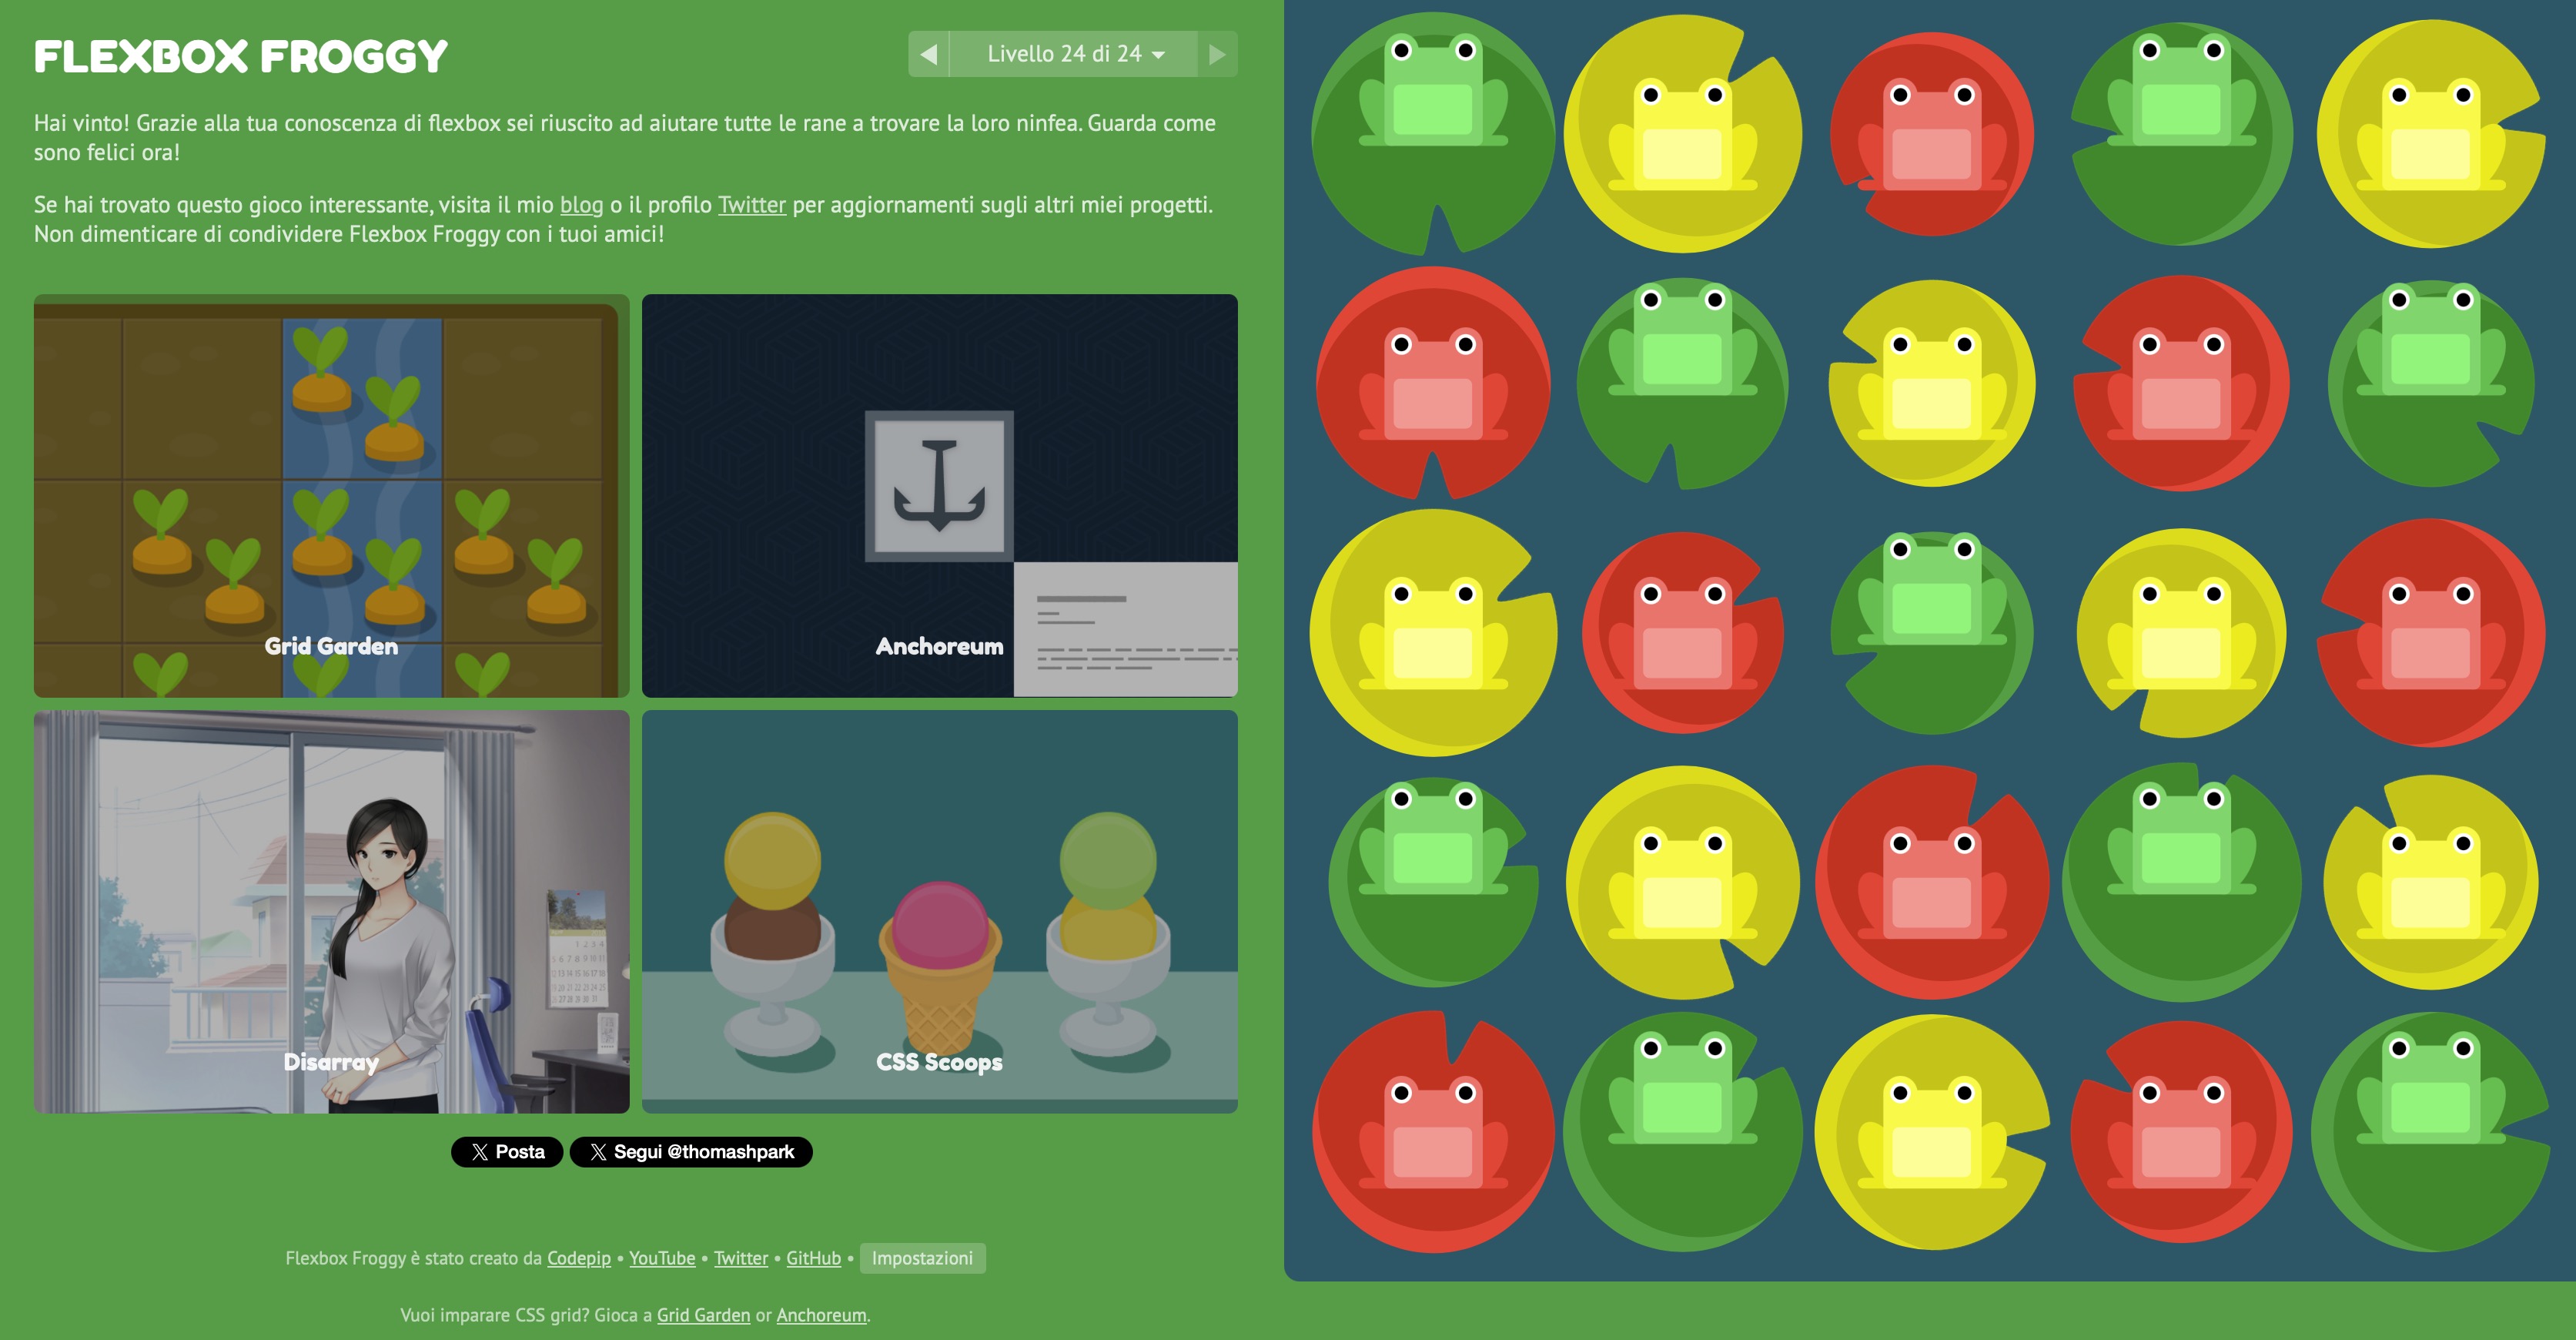 FLEXBOX FROGGY
Livello 24 di 24
Hai vinto! Grazie alla tua conoscenza di flexbox sei riuscito ad aiutare tutte le rane a trovare la loro ninfea. Guarda come
sono felici ora!
Se hai trovato questo gioco interessante, visita il mio blog o il profilo Twitter per aggiornamenti sugli altri miei progetti.
Non dimenticare di condividere Flexbox Froggy con i tuoi amici!
Grid Garden
Anchoreum
Disarray
CSS Scoops
Posta
Segui @thomashpark
Flexbox Froggy è stato creato da Codepip • YouTube • Twitter • GitHub • Impostazioni
Vuoi imparare CSS grid? Gioca a Grid Garden or Anchoreum.